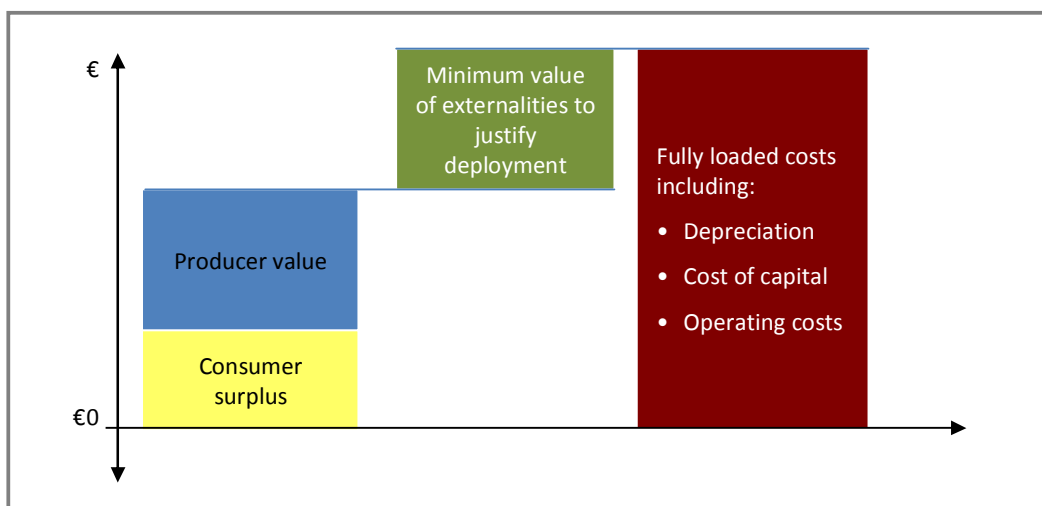 €
Minimum value
of externalities to
justify
deployment
Fully loaded costs
including:
• Depreciation
• Cost of capital
• Operating costs
Producer value
Consumer
surplus
€0